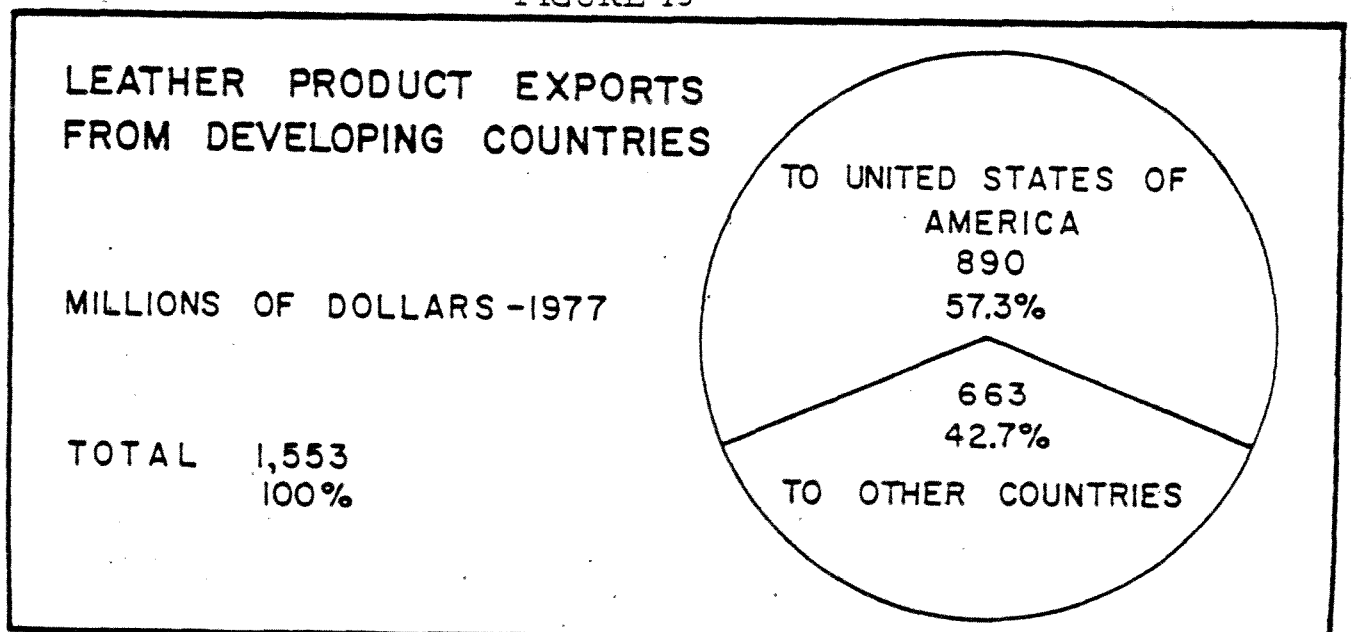 LEATHER PRODUCT EXPORTS
FROM DEVELOPING COUNTRIES
MILLIONS OF DOLLARS-1977
TOTAL 1,553
100%
TO UNITED STATES OF
AMERICA
890
57.3%
663
42.7%
TO OTHER COUNTRIES